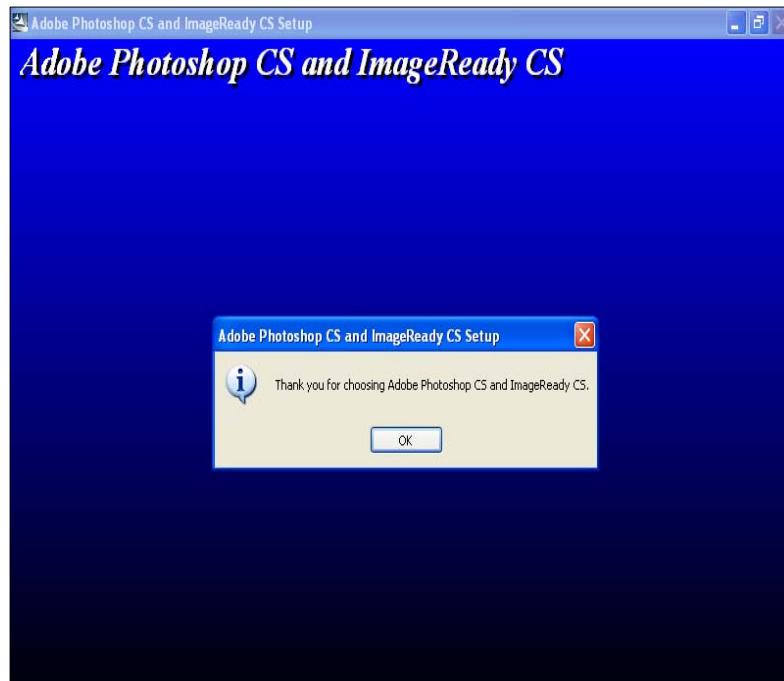 Adobe Photoshop CS and ImageReady CS Setup
Adobe Photoshop CS and ImageReady CS
Adobe Photoshop CS and ImageReady CS Setup
Thank you for choosing Adobe Photoshop CS and ImageReady CS.
OK